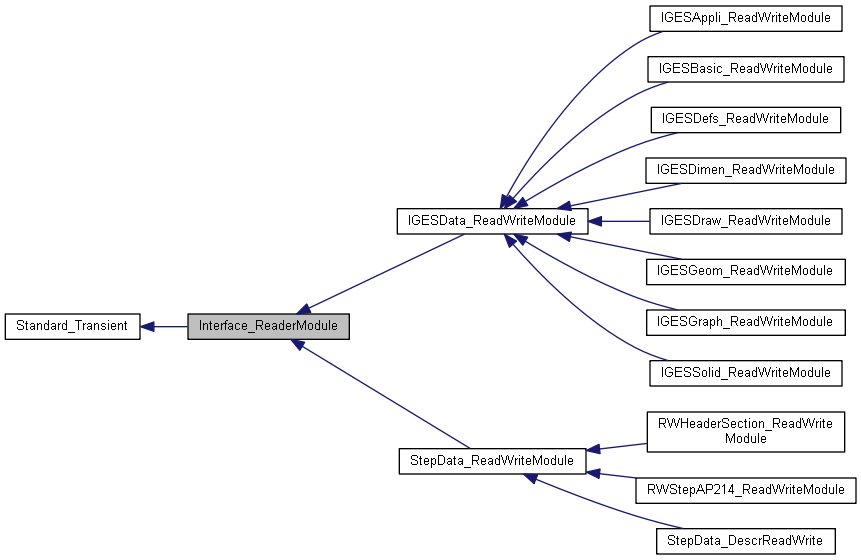 IGESAppli_ReadWriteModule
IGESBasic_ReadWriteModule
IGESDefs_ReadWriteModule
IGESDimen_ReadWriteModule
IGESData_ReadWriteModule
IGESDraw_ReadWriteModule
IGESGeom_ReadWriteModule
Standard_Transient
Interface_ReaderModule
IGESGraph_ReadWriteModule
IGESSolid_ReadWriteModule
RWHeaderSection_ReadWrite
Module
StepData_ReadWriteModule
RWStepAP214_ReadWriteModule
StepData_DescrReadWrite